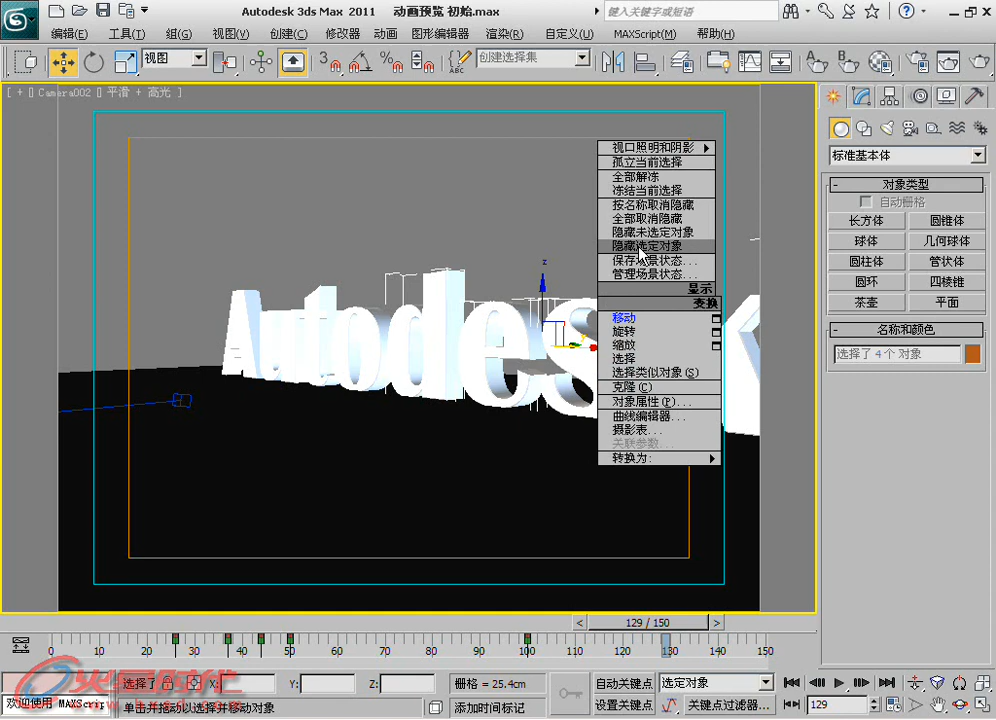 Autodesk 3ds Max 2011 动画预览 初始.max
键入关键字或短语
编辑(E) 工具(T) 组(G) 视图(V) 创建(C) 修改器 动画 图形编辑器 渲染(R) 自定义(U) MAXScript(M) 帮助(H)
视图
3
%
ABC
创建选择集
[ + [] Camera002 [] 平滑 + 高光 ]
视口照明和阴影
孤立当前选择
全部解冻
冻结当前选择
按名称取消隐藏
全部取消隐藏
隐藏未选定对象
隐藏选定对象
保存场景状态...
管理场景状态...
显示
变换
移动
旋转
缩放
选择
选择类似对象(S)
克隆(C)
对象属性(P)...
曲线编辑器...
摄影表...
关联参数...
转换为:
z
Autodes
标准基本体
- 对象类型
自动栅格
长方体 圆锥体
球体 几何球体
圆柱体 管状体
圆环 四棱锥
茶壶 平面
- 名称和颜色
选择了 4 个 对象
< 129 / 150 >
0 10 20 30 40 50 60 70 80 90 100 110 120 130 140 150
选择了 X: Y: Z: 栅格 = 25.4cm 自动关键点 选定对象
欢迎使用 MAXScrip 单击并拖动以选择并移动对象 添加时间标记 设置关键点 关键点过滤器... 129
火星时代
www.hxsd.com